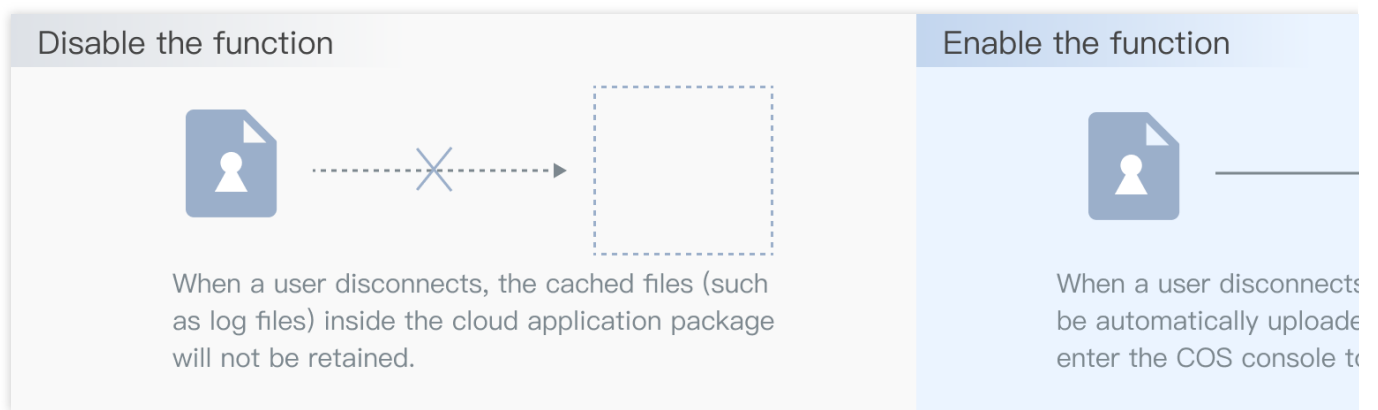 Disable the function
When a user disconnects, the cached files (such
as log files) inside the cloud application package
will not be retained.
Enable the function
When a user disconnects
be automatically uploade
enter the COS console to